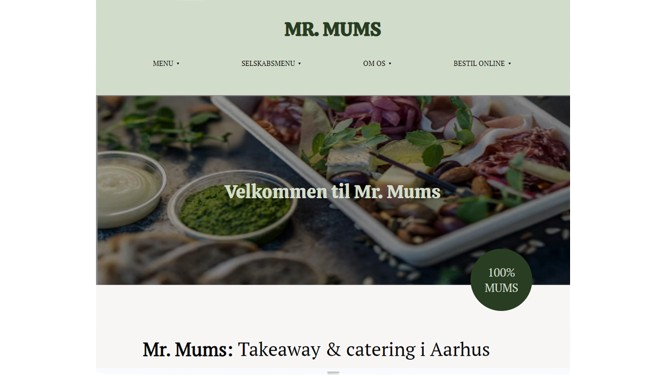 MR. MUMS
MENU
SELSKABSMENU
OM OS
BESTIL ONLINE
Velkommen til Mr. Mums
100%
MUMS
Mr. Mums: Takeaway & catering i Aarhus